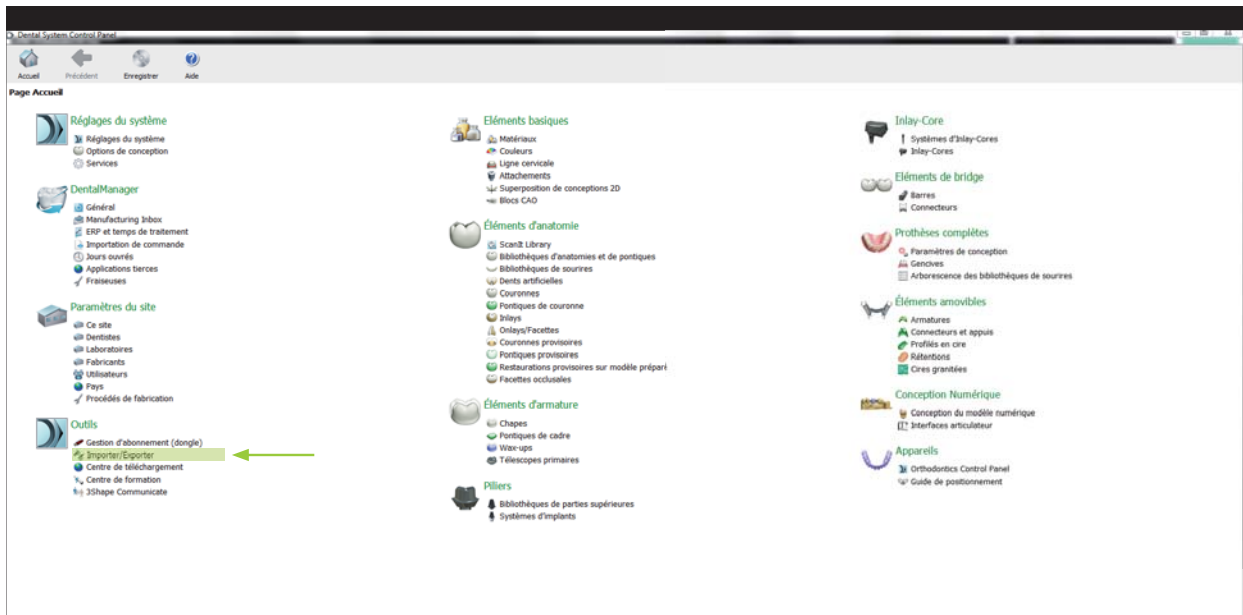 Dental System Control Panel
Accueil Précédent Enregistrer Aide
Page Accueil
Réglages du système
Réglages du système
Options de conception
Services
DentalManager
Général
Manufacturing Inbox
ERP et temps de traitement
Importation de commande
Jours ouvrés
Applications tierces
Fraiseuses
Paramètres du site
Ce site
Dentistes
Laboratoires
Fabricants
Utilisateurs
Pays
Procédés de fabrication
Outils
Gestion d'abonnement (dongle)
Importer/Exporter
Centre de téléchargement
Centre de formation
3Shape Communicate
Eléments basiques
Matériaux
Couleurs
Ligne cervicale
Attachements
Superposition de conceptions 2D
Blocs CAO
Éléments d'anatomie
ScanIt Library
Bibliothèques d'anatomies et de pontiques
Bibliothèques de sourires
Dents artificielles
Couronnes
Pontiques de couronne
Inlays
Onlays/Facettes
Couronnes provisoires
Pontiques provisoires
Restaurations provisoires sur modèle préparé
Facettes occlusales
Éléments d'armature
Chapes
Pontiques de cadre
Wax-ups
Télescopes primaires
Piliers
Bibliothèques de parties supérieures
Systèmes d'implants
Inlay-Core
Systèmes d'Inlay-Cores
Inlay-Cores
Eléments de bridge
Barres
Connecteurs
Prothèses complètes
Paramètres de conception
Gencives
Arborescence des bibliothèques de sourires
Éléments amovibles
Armatures
Connecteurs et appuis
Profilés en cire
Rétentions
Cires granitées
Conception Numérique
Conception du modèle numérique
Interfaces articulateur
Appareils
Orthodontics Control Panel
Guide de positionnement